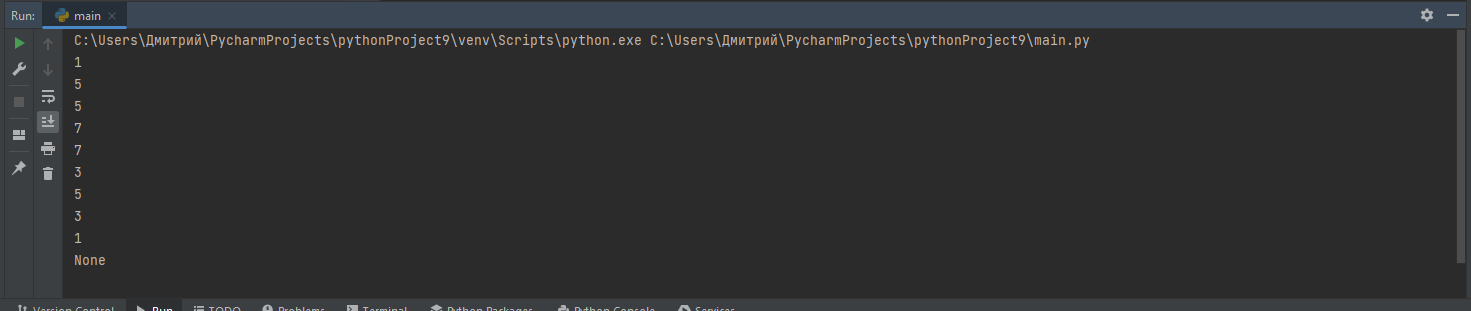 Run: main
C:\Users\Дмитрий\PycharmProjects\pythonProject9\venv\Scripts\python.exe C:\Users\Дмитрий\PycharmProjects\pythonProject9\main.py
1
5
5
7
7
3
5
3
1
None
Version Control Run TODO Problems Terminal Python Packages Python Console Services